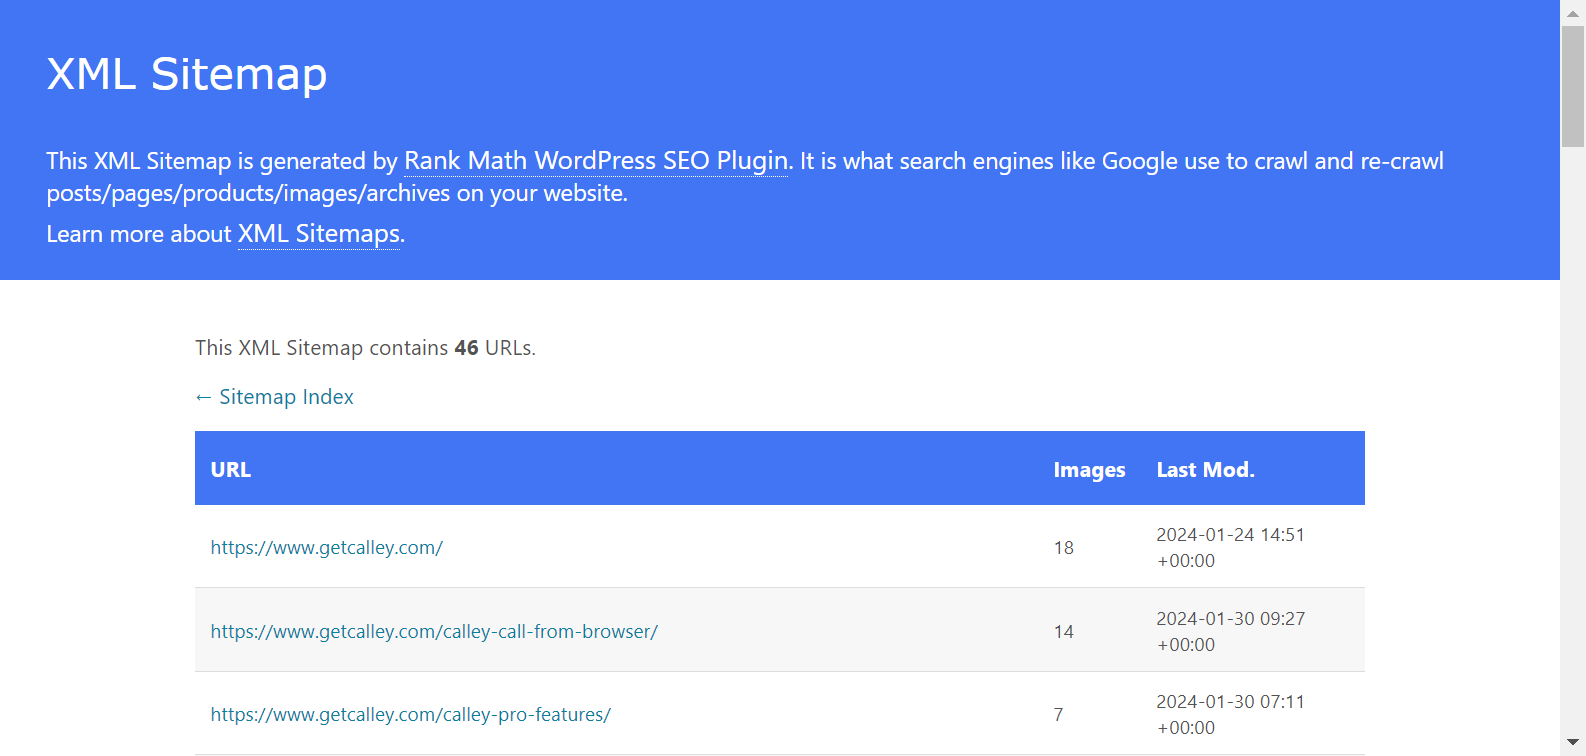 XML Sitemap
This XML Sitemap is generated by Rank Math WordPress SEO Plugin. It is what search engines like Google use to crawl and re-crawl
posts/pages/products/images/archives on your website.
Learn more about XML Sitemaps.
This XML Sitemap contains 46 URLs.
← Sitemap Index
URL Images Last Mod.
https://www.getcalley.com/ 18 2024-01-24 14:51
+00:00
https://www.getcalley.com/calley-call-from-browser/ 14 2024-01-30 09:27
+00:00
https://www.getcalley.com/calley-pro-features/ 7 2024-01-30 07:11
+00:00